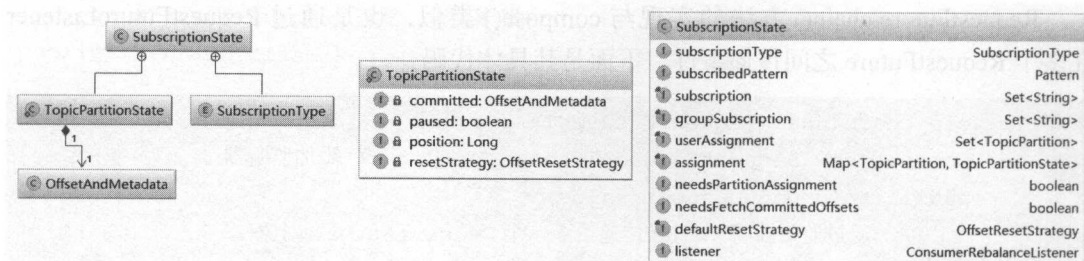 SubscriptionState
TopicPartitionState
SubscriptionType
1
1
OffsetAndMetadata
TopicPartitionState
committed: OffsetAndMetadata
paused: boolean
position: Long
resetStrategy: OffsetResetStrategy
SubscriptionState
subscriptionType SubscriptionType
subscribedPattern Pattern
subscription Set<String>
groupSubscription Set<String>
userAssignment Set<TopicPartition>
assignment Map<TopicPartition, TopicPartitionState>
needsPartitionAssignment boolean
needsFetchCommittedOffsets boolean
defaultResetStrategy OffsetResetStrategy
listener ConsumerRebalanceListener